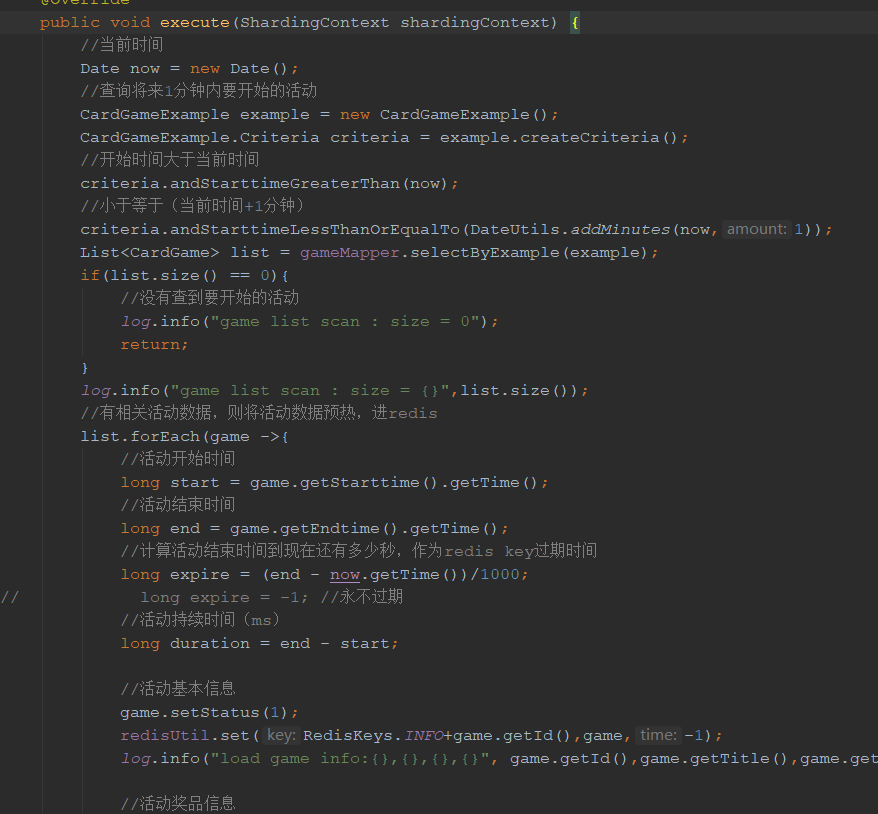 @Override
public void execute(ShardingContext shardingContext) {
//当前时间
Date now = new Date();
//查询将来1分钟内要开始的活动
CardGameExample example = new CardGameExample();
CardGameExample.Criteria criteria = example.createCriteria();
//开始时间大于当前时间
criteria.andStarttimeGreaterThan(now);
//小于等于（当前时间+1分钟）
criteria.andStarttimeLessThanOrEqualTo(DateUtils.addMinutes(now, amount: 1));
List<CardGame> list = gameMapper.selectByExample(example);
if(list.size() == 0){
//没有查到要开始的活动
log.info("game list scan : size = 0");
return;
}
log.info("game list scan : size = {}",list.size());
//有相关活动数据，则将活动数据预热，进redis
list.forEach(game ->{
//活动开始时间
long start = game.getStarttime().getTime();
//活动结束时间
long end = game.getEndtime().getTime();
//计算活动结束时间到现在还有多少秒，作为redis key过期时间
long expire = (end - now.getTime())/1000;
// long expire = -1; //永不过期
//活动持续时间（ms）
long duration = end - start;
//活动基本信息
game.setStatus(1);
redisUtil.set( key: RedisKeys.INFO+game.getId(),game, time: -1);
log.info("load game info:{},{},{},{}", game.getId(),game.getTitle(),game.get
//活动奖品信息